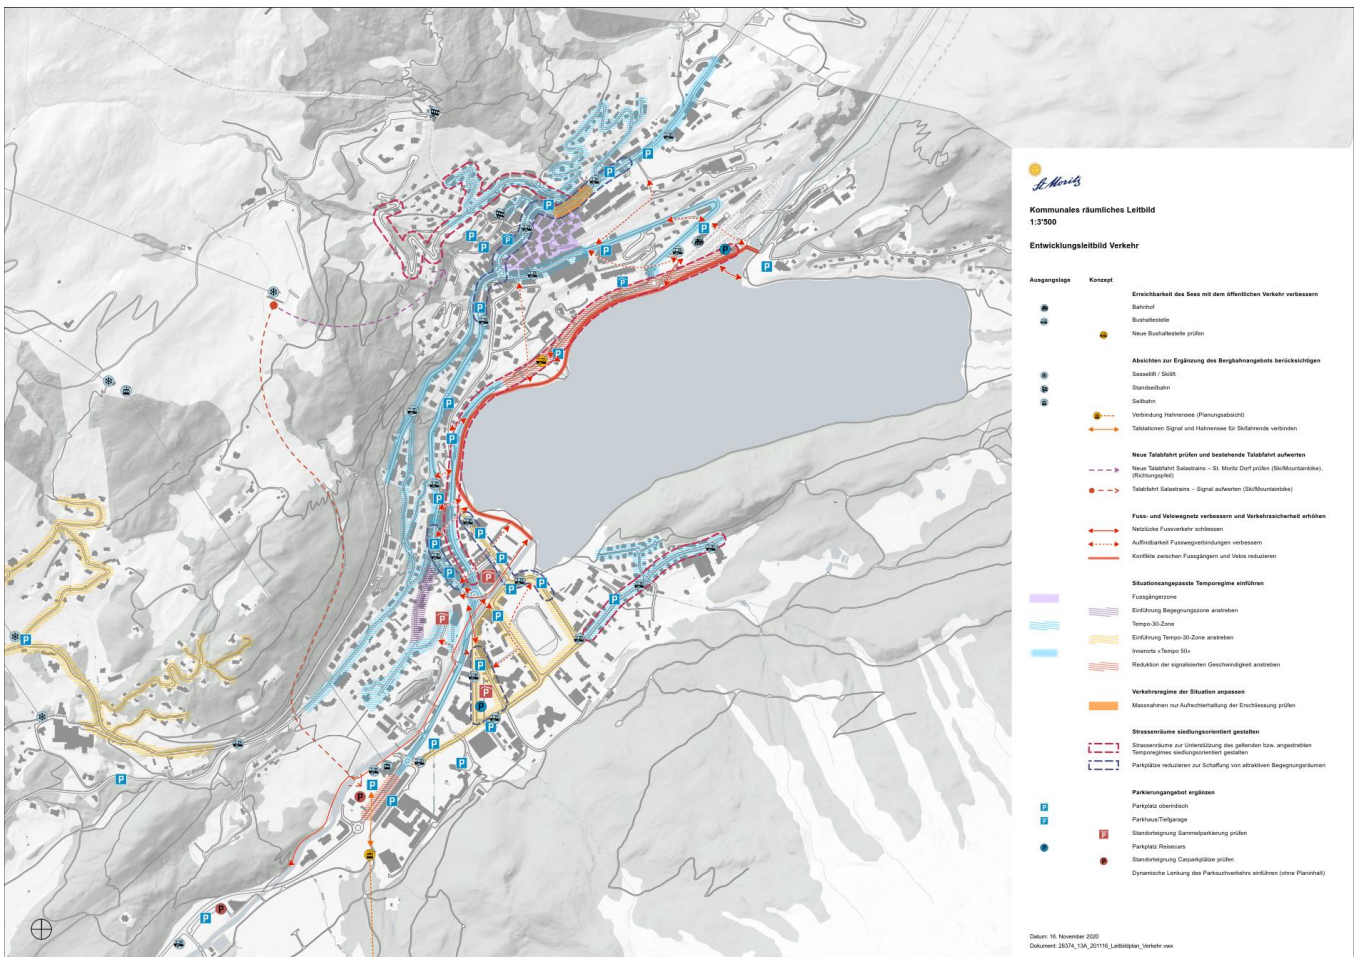 St. Moritz
Kommunales räumliches Leitbild
1:3'500
Entwicklungsleitbild Verkehr
Ausgangslage Konzept
Erreichbarkeit des Sees mit dem öffentlichen Verkehr verbessern
Bahnhof
Bushaltestelle
Neue Bushaltestelle prüfen
Absichten zur Ergänzung des Bergbahnangebots berücksichtigen
Sessellift / Skilift
Standseilbahn
Seilbahn
Verbindung Hahnensee (Planungsabsicht)
Talstationen Signal und Hahnensee für Skifahrende verbinden
Neue Talabfahrt prüfen und bestehende Talabfahrt aufwerten
Neue Talabfahrt Salastrains – St. Moritz Dorf prüfen (Ski/Mountainbike),
(Richtungspfeil)
Talabfahrt Salastrains – Signal aufwerten (Ski/Mountainbike)
Fuss- und Velowegnetz verbessern und Verkehrssicherheit erhöhen
Netzlücke Fussverkehr schliessen
Auffindbarkeit Fusswegverbindungen verbessern
Konflikte zwischen Fussgängern und Velos reduzieren
Situationsangepasste Temporegime einführen
Fussgängerzone
Einführung Begegnungszone anstreben
Tempo-30-Zone
Einführung Tempo-30-Zone anstreben
Innerorts «Tempo 50»
Reduktion der signalisierten Geschwindigkeit anstreben
Verkehrsregime der Situation anpassen
Massnahmen nur Aufrechterhaltung der Erschliessung prüfen
Strassenräume siedlungsorientiert gestalten
Strassenräume zur Unterstützung des geltenden bzw. angestrebten
Temporegimes siedlungsorientiert gestalten
Parkplätze reduzieren zur Schaffung von attraktiven Begegnungsräumen
Parkierungangebot ergänzen
P Parkplatz oberirdisch
P Parkhaus/Tiefgarage
P Standorteignung Sammelparkierung prüfen
P Parkplatz Reisecars
P Standorteignung Carparkplätze prüfen
Dynamische Lenkung des Parksuchverkehrs einführen (ohne Planinhalt)
Datum: 16. November 2020
Dokument: 26374_13A_201116_Leitbildplan_Verkehr.vwx